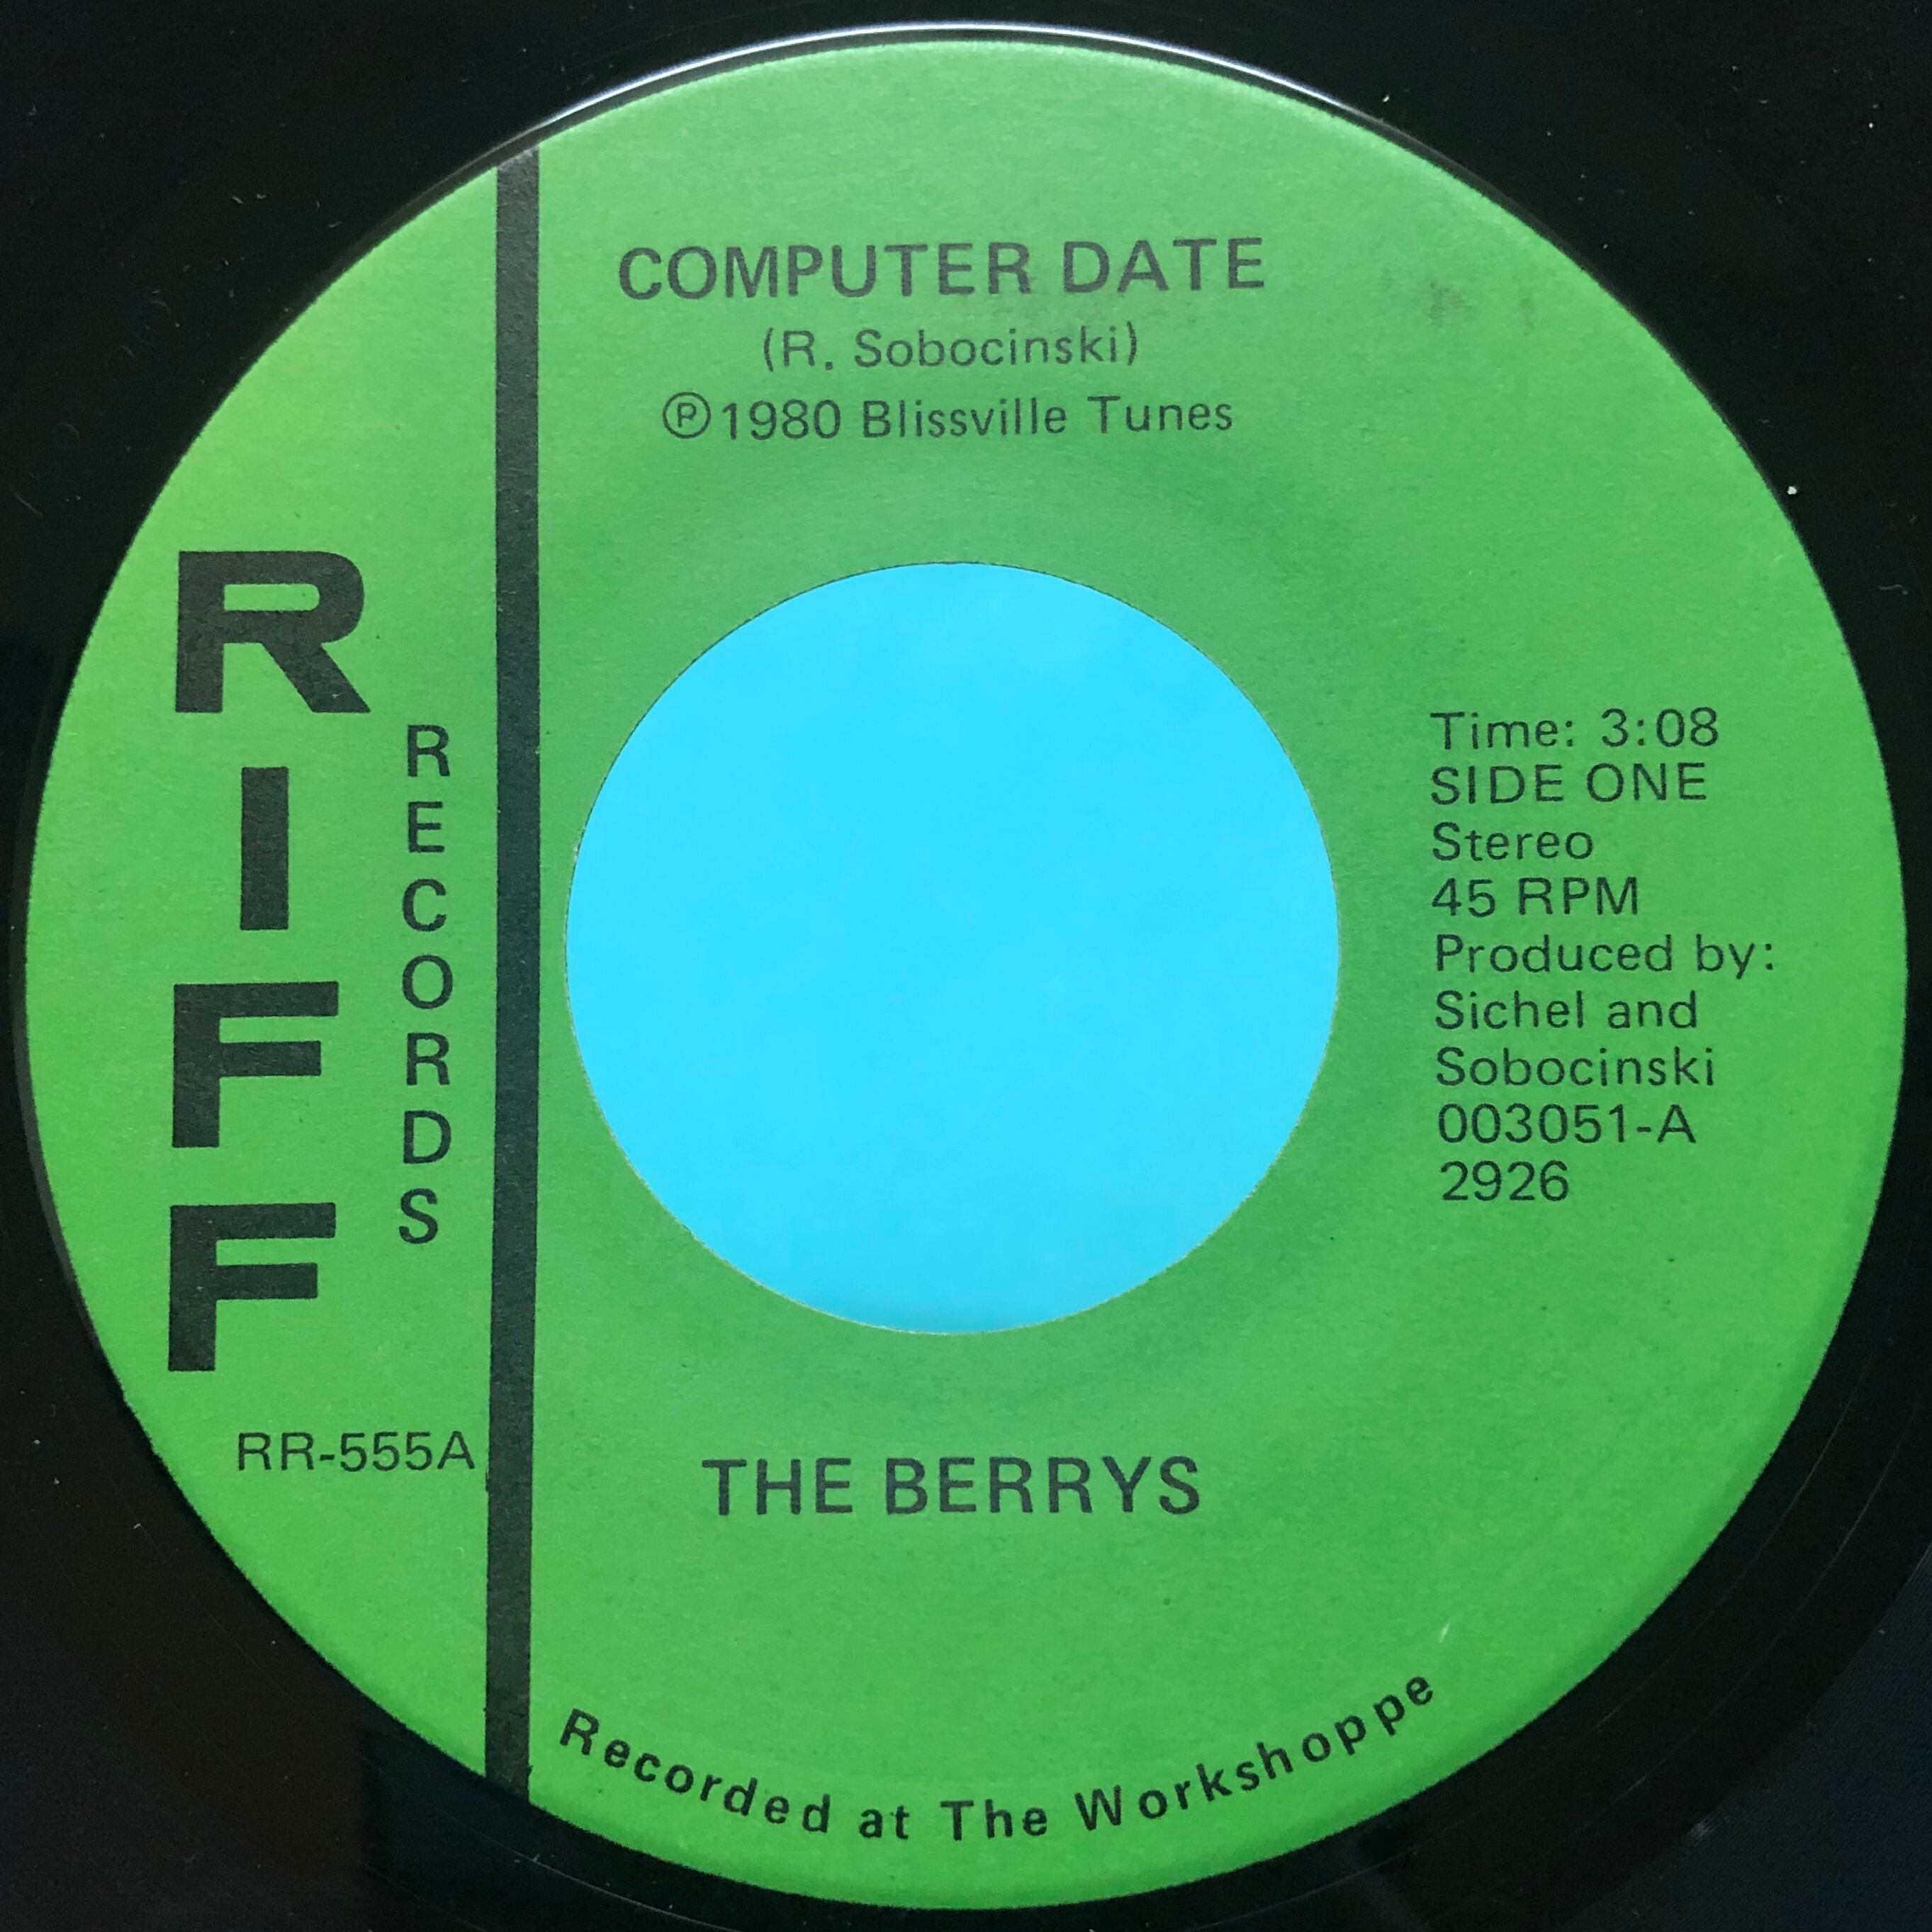 COMPUTER DATE
(R. Sobocinski)
℗1980 Blissville Tunes
RIFF
RECORDS
RR-555A
Time: 3:08
SIDE ONE
Stereo
45 RPM
Produced by:
Sichel and
Sobocinski
003051-A
2926
THE BERRYS
Recorded at The Workshoppe